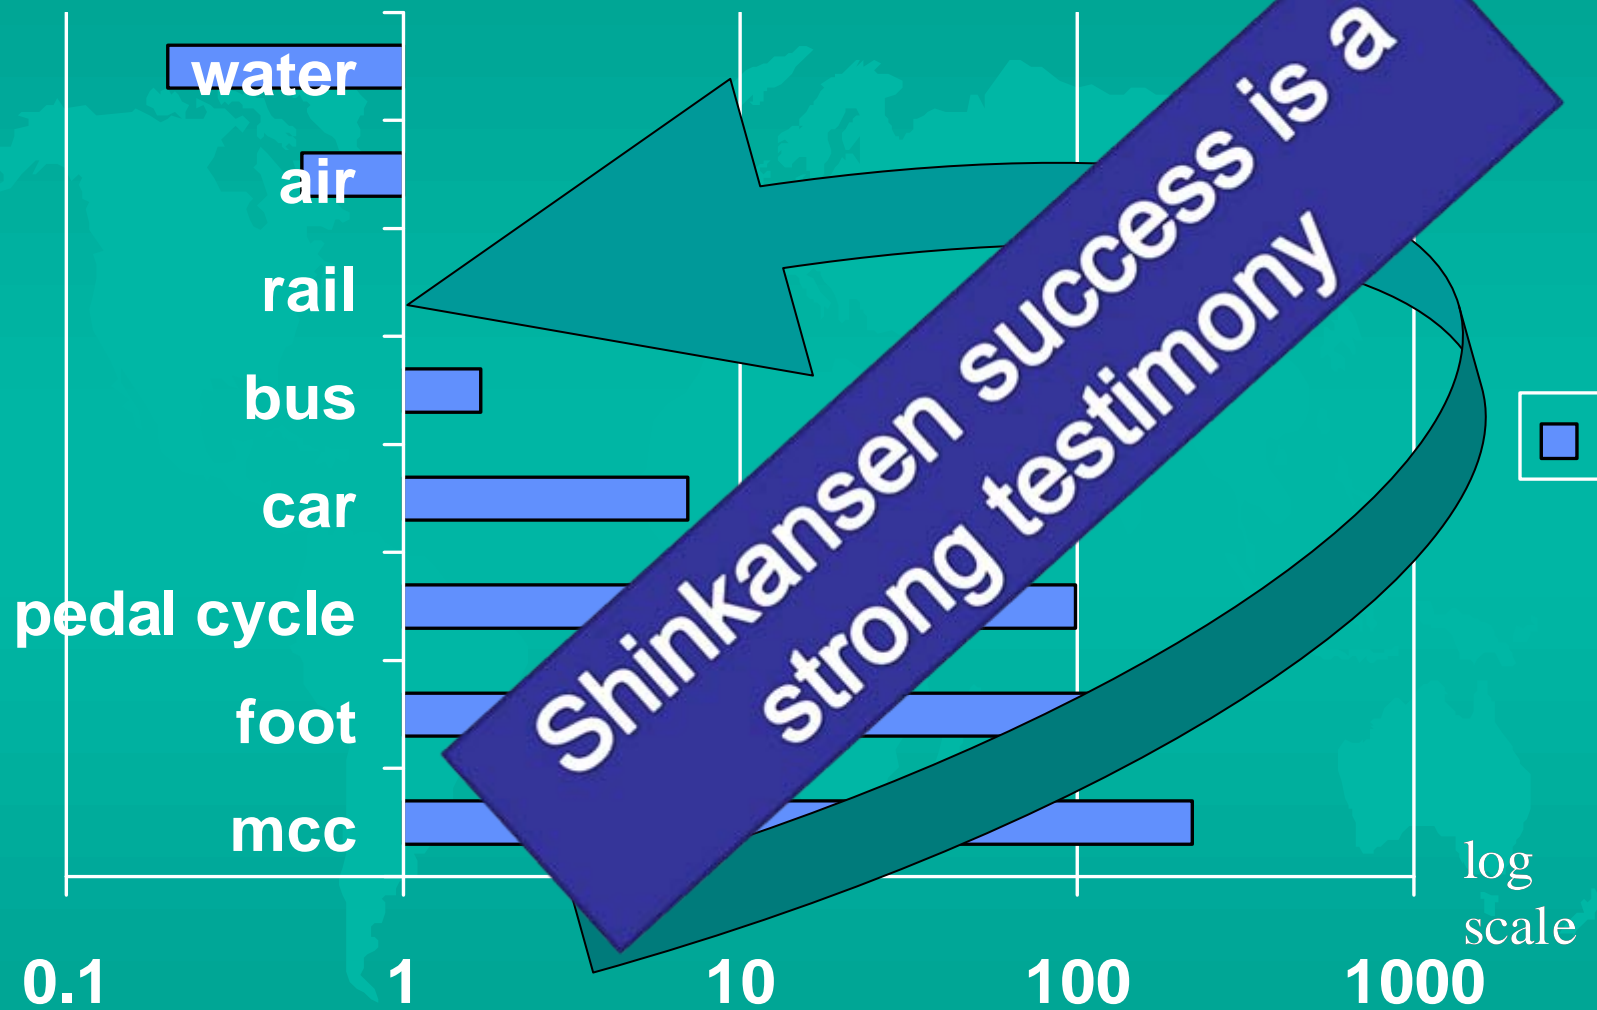 water
air
rail
bus
car
pedal cycle
foot
mcc
Shinkansen success is a
strong testimony
log
scale
0.1 1 10 100 1000